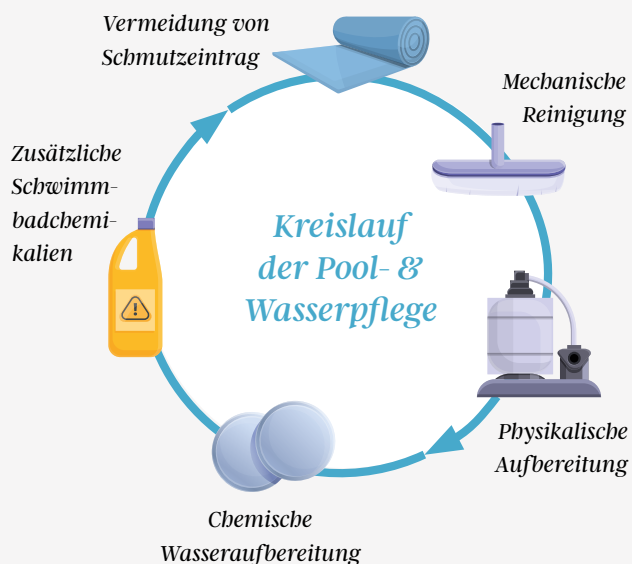 Vermeidung von
Schmutzeintrag
Mechanische
Reinigung
Zusätzliche
Schwimm-
badchemi-
kalien
Kreislauf
der Pool- &
Wasserpflege
Physikalische
Aufbereitung
Chemische
Wasseraufbereitung